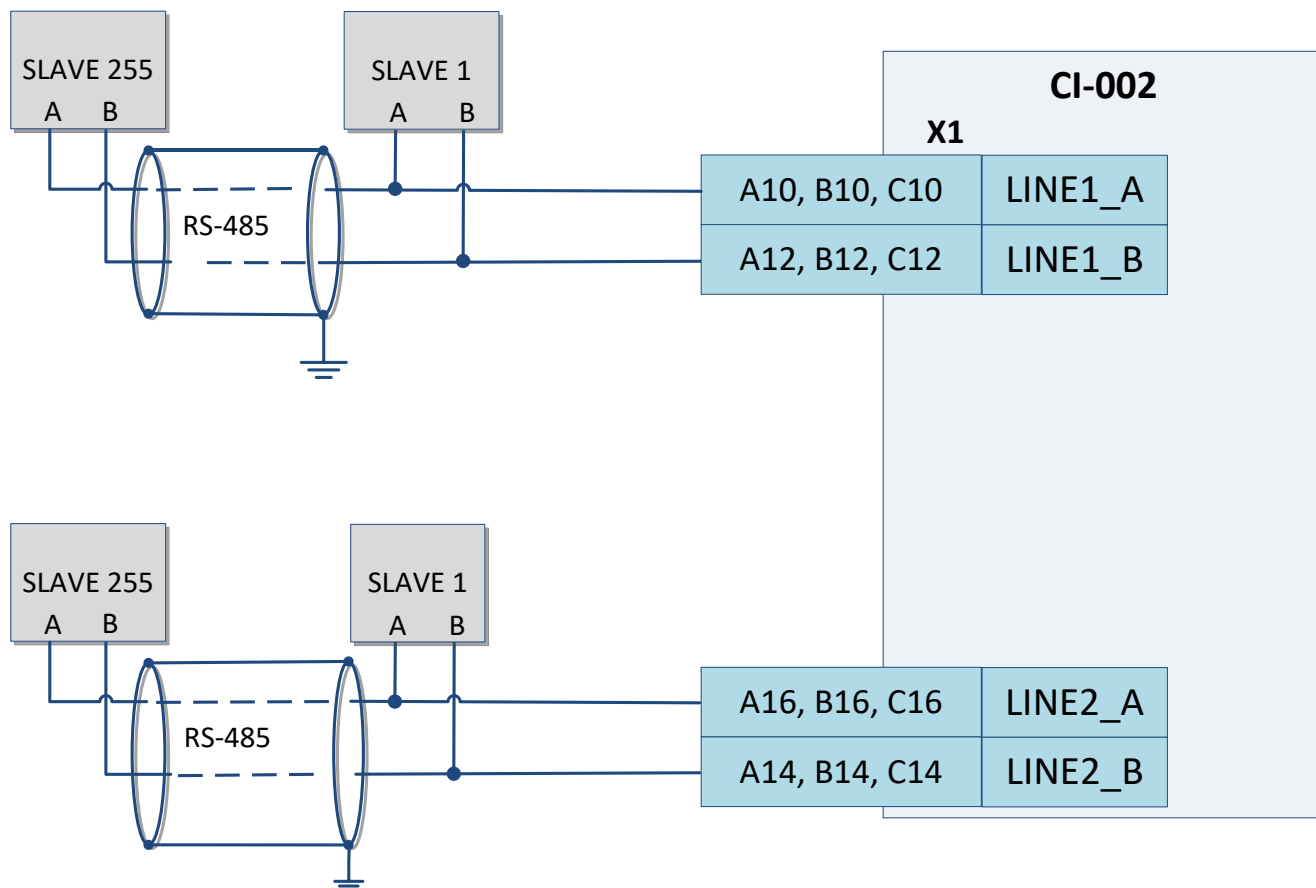 SLAVE 255
A B
SLAVE 1
A B
CI-002
X1
A10, B10, C10 LINE1_A
RS-485
A12, B12, C12 LINE1_B
SLAVE 255
A B
SLAVE 1
A B
A16, B16, C16 LINE2_A
RS-485
A14, B14, C14 LINE2_B